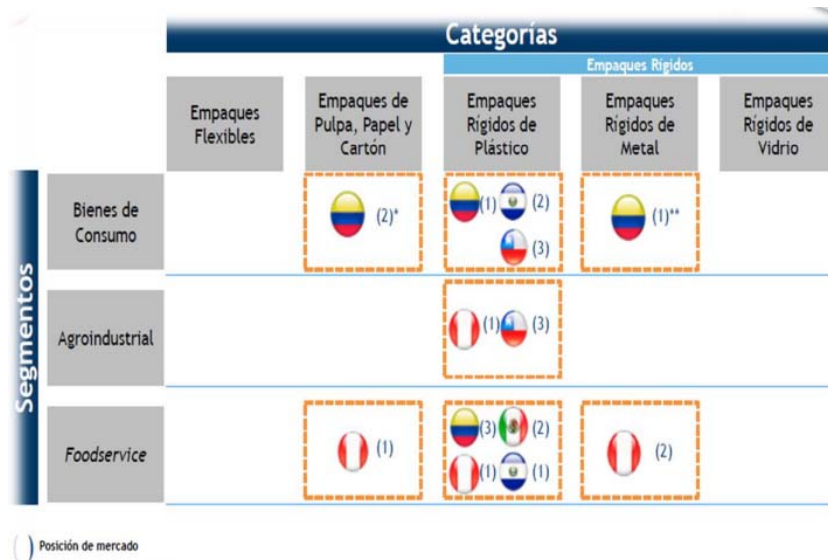 Categorías
Empaques Rígidos
Empaques
Flexibles
Empaques de
Pulpa, Papel y
Cartón
Empaques
Rígidos de
Plástico
Empaques
Rígidos de
Metal
Empaques
Rígidos de
Vidrio
Segmentos
Bienes de
Consumo
(2)*
(1) (2)
(3)
(1)**
Agroindustrial
(1) (3)
Foodservice
(1)
(3) (2)
(1) (1)
(2)
( ) Posición de mercado